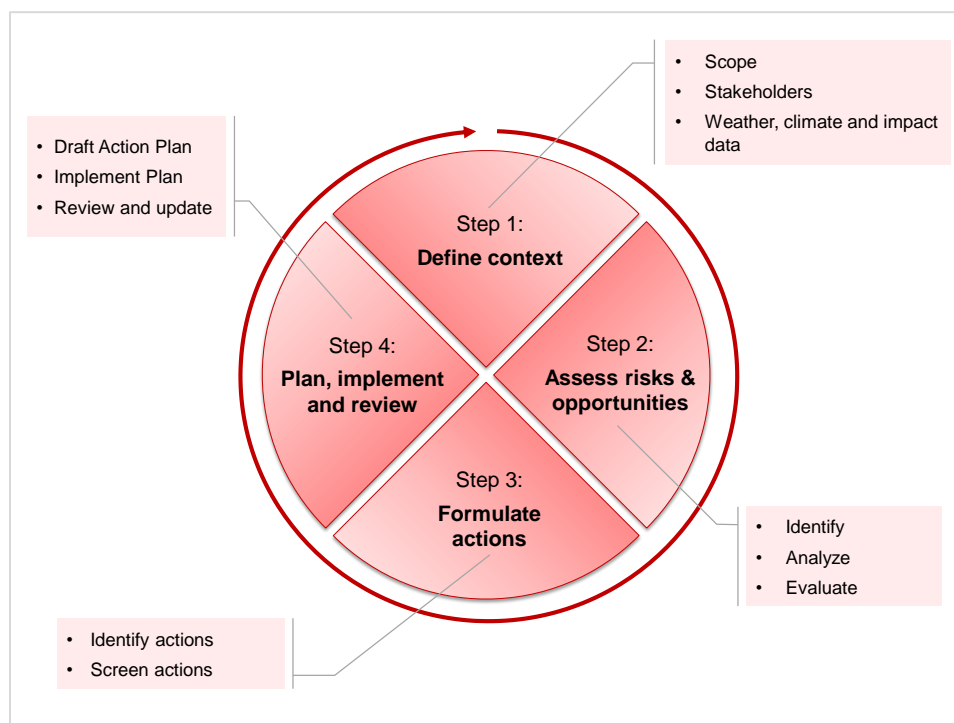 • Scope
• Stakeholders
• Weather, climate and impact
data
• Draft Action Plan
• Implement Plan
• Review and update
Step 1:
Define context
Step 2:
Assess risks &
opportunities
Step 4:
Plan, implement
and review
Step 3:
Formulate
actions
• Identify
• Analyze
• Evaluate
• Identify actions
• Screen actions